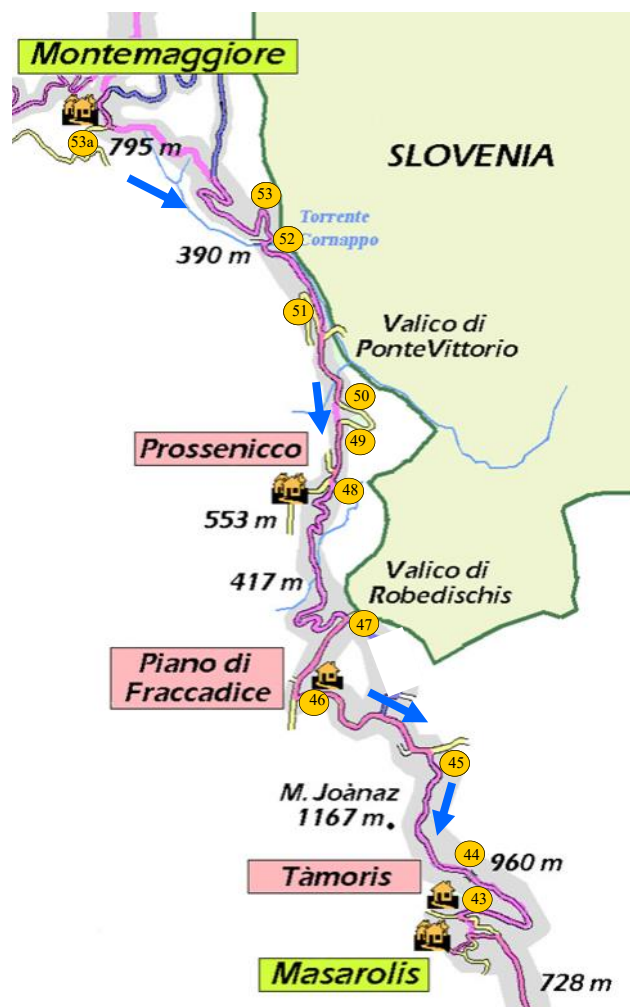 Montemaggiore
53a
795 m
SLOVENIA
53
Torrente
Cornappo
52
390 m
51
Valico di
PonteVittorio
50
49
Prossenicco
48
553 m
417 m
Valico di
Robedischis
47
Piano di
Fraccadice
46
45
M. Joànaz
1167 m.
44
960 m
Tàmoris
43
Masarolis
728 m